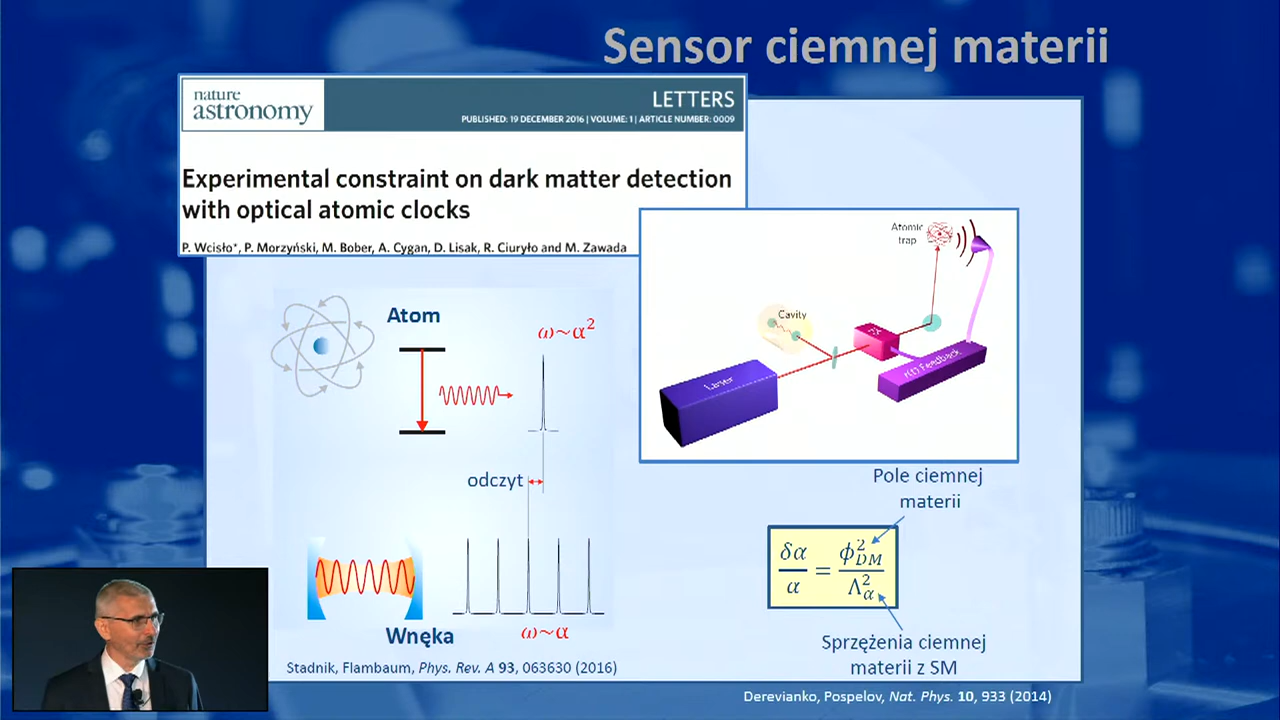 Sensor ciemnej materii
nature
astronomy
LETTERS
PUBLISHED: 19 DECEMBER 2016 | VOLUME: 1 | ARTICLE NUMBER: 0009
Experimental constraint on dark matter detection
with optical atomic clocks
P. Wcisło*, P. Morzyński, M. Bober, A. Cygan, D. Lisak, R. Ciuryło and M. Zawada
Atomic
trap
Cavity
Laser
Feedback
Atom
ω~α²
odczyt
Wnęka
ω~α
Stadnik, Flambaum, Phys. Rev. A 93, 063630 (2016)
Pole ciemnej
materii
δα/α = ϕ²DM/Λ²α
Sprzężenia ciemnej
materii z SM
Derevianko, Pospelov, Nat. Phys. 10, 933 (2014)